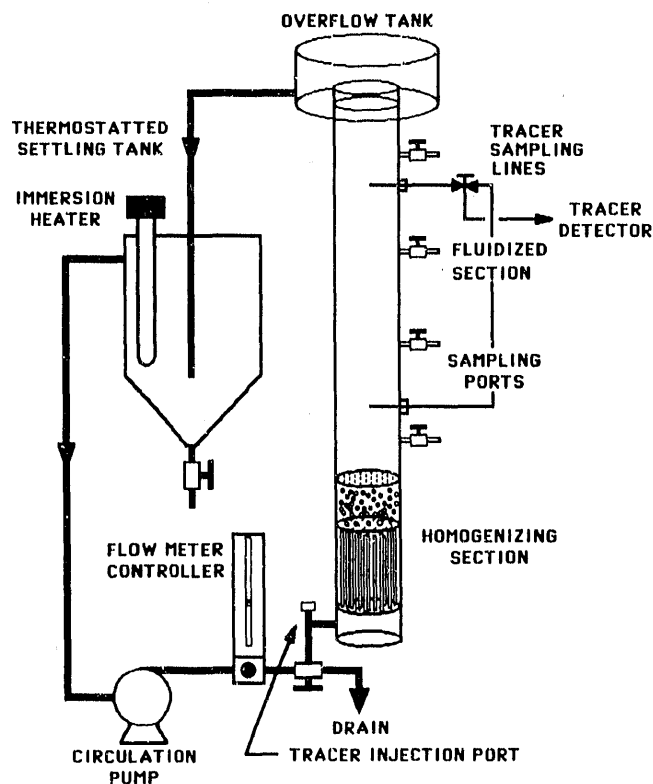 OVERFLOW TANK
THERMOSTATTED
SETTLING TANK
IMMERSION
HEATER
TRACER
SAMPLING
LINES
TRACER
DETECTOR
FLUIDIZED
SECTION
SAMPLING
PORTS
HOMOGENIZING
SECTION
FLOW METER
CONTROLLER
DRAIN
TRACER INJECTION PORT
CIRCULATION
PUMP